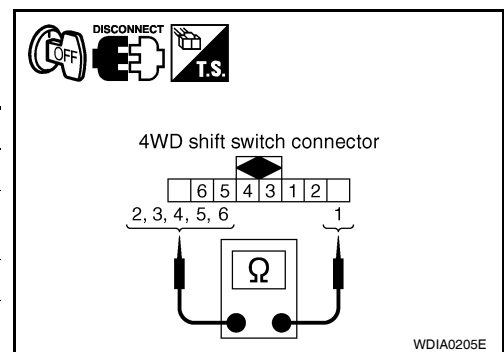 DISCONNECT
OFF
T.S.
4WD shift switch connector
6 5 4 3 1 2
2, 3, 4, 5, 6 1
Ω
WDIA0205E